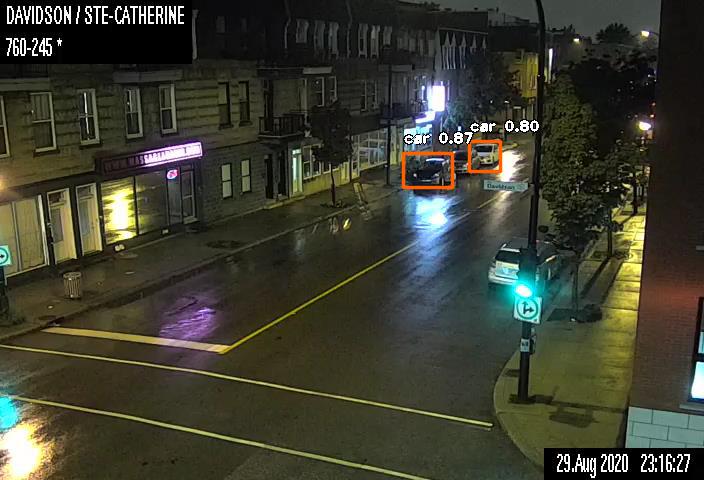 DAVIDSON / STE-CATHERINE
760-245 *
car 0.87
car 0.80
Davidson
29.Aug 2020 23:16:27